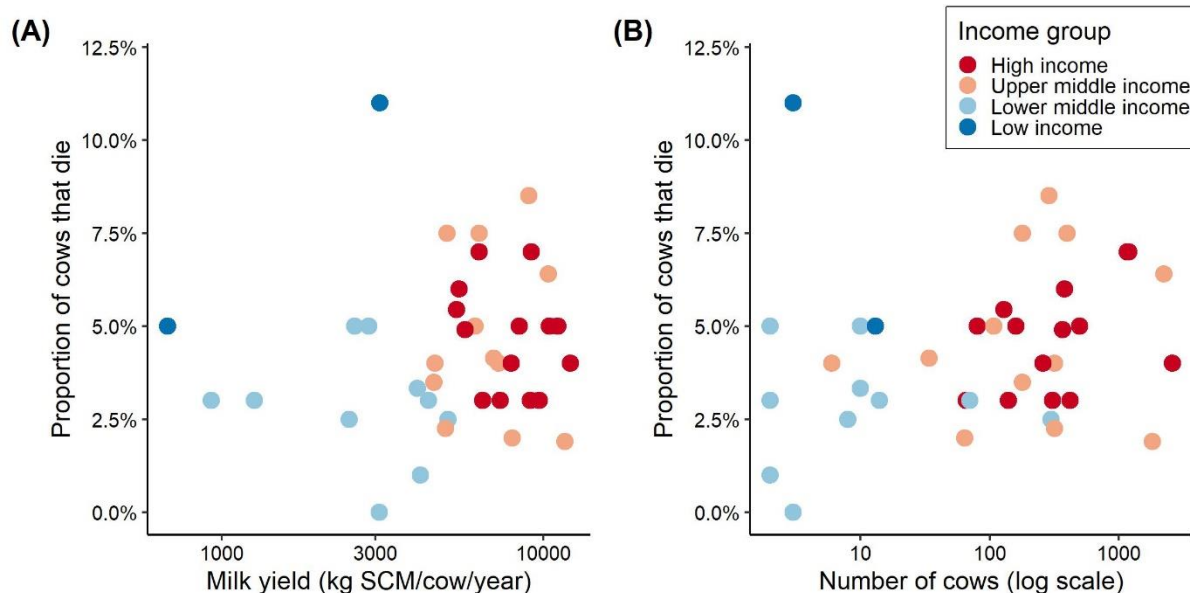 (A)
Proportion of cows that die
12.5%
10.0%
7.5%
5.0%
2.5%
0.0%
1000 3000 10000
Milk yield (kg SCM/cow/year)
(B)
Proportion of cows that die
12.5%
10.0%
7.5%
5.0%
2.5%
0.0%
10 100 1000
Number of cows (log scale)
Income group
High income
Upper middle income
Lower middle income
Low income